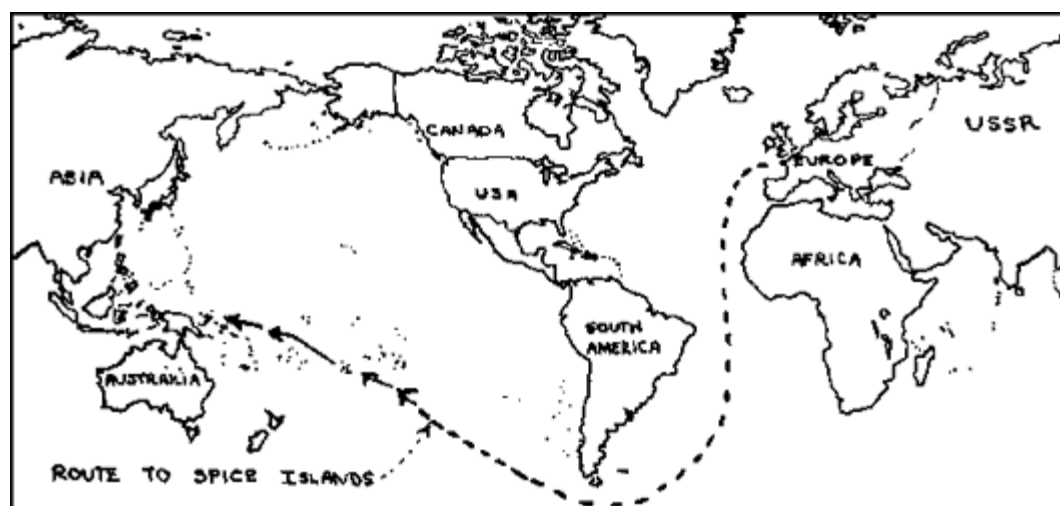 CANADA
USSR
EUROPE
ASIA
USA
AFRICA
SOUTH
AMERICA
AUSTRALIA
ROUTE TO SPICE ISLANDS